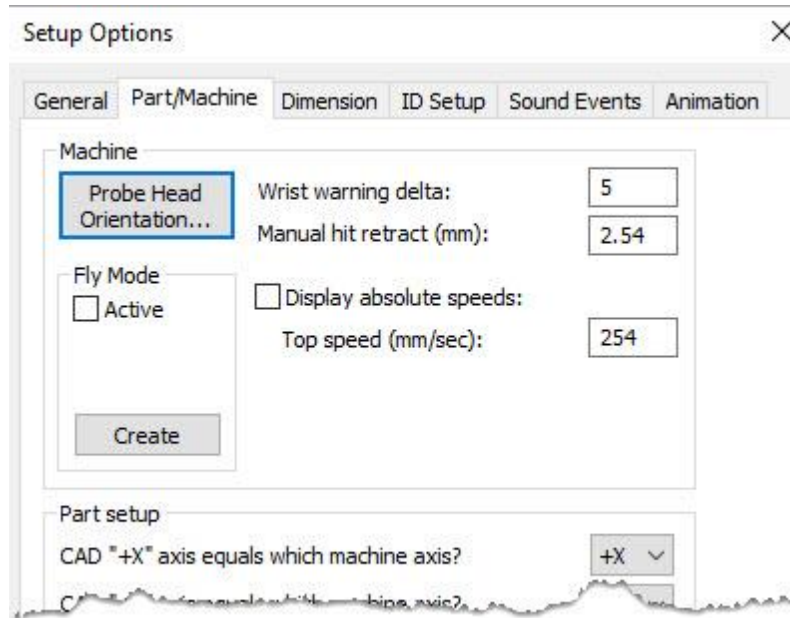 Setup Options
General Part/Machine Dimension ID Setup Sound Events Animation
Machine
Probe Head
Orientation...
Wrist warning delta: 5
Manual hit retract (mm): 2.54
Fly Mode
Active
Display absolute speeds:
Top speed (mm/sec): 254
Create
Part setup
CAD "+X" axis equals which machine axis? +X
machine axis?